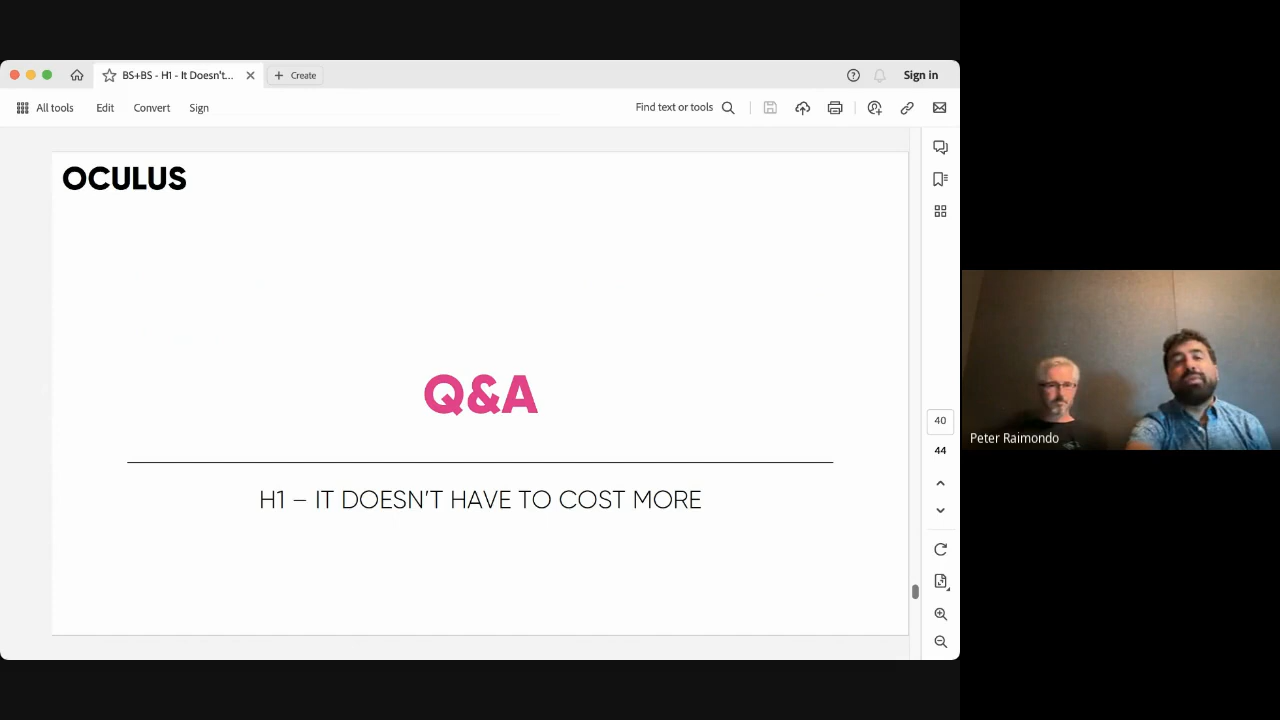 BS+BS - H1 - It Doesn't...
Create
Sign in
All tools
Edit
Convert
Sign
Find text or tools
OCULUS
Q&A
H1 – IT DOESN'T HAVE TO COST MORE
40
44
Peter Raimondo